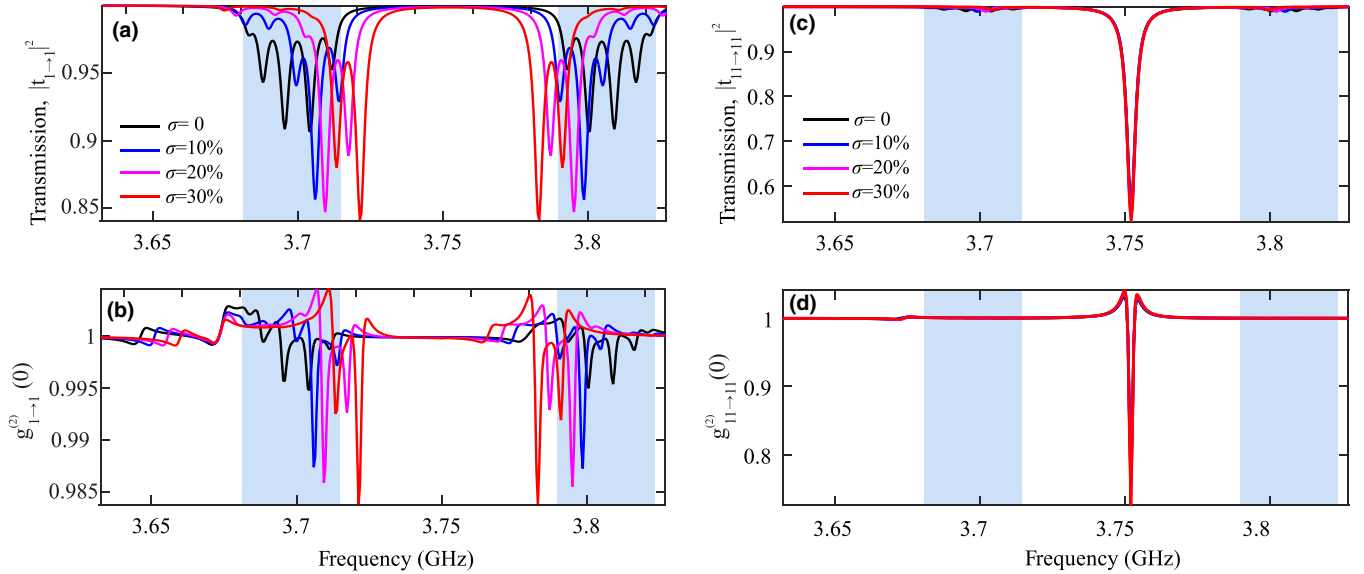 (a)
Transmission, |t₁→₁|²
0.95
0.9
0.85
σ= 0
σ=10%
σ=20%
σ=30%
3.65
3.7
3.75
3.8
(b)
g⁽²⁾₁→₁ (0)
1
0.995
0.99
0.985
3.65
3.7
3.75
3.8
Frequency (GHz)
(c)
Transmission, |t₁₁→₁₁|²
0.9
0.8
0.7
0.6
σ= 0
σ=10%
σ=20%
σ=30%
3.65
3.7
3.75
3.8
(d)
g⁽²⁾₁₁→₁₁(0)
1
0.9
0.8
3.65
3.7
3.75
3.8
Frequency (GHz)